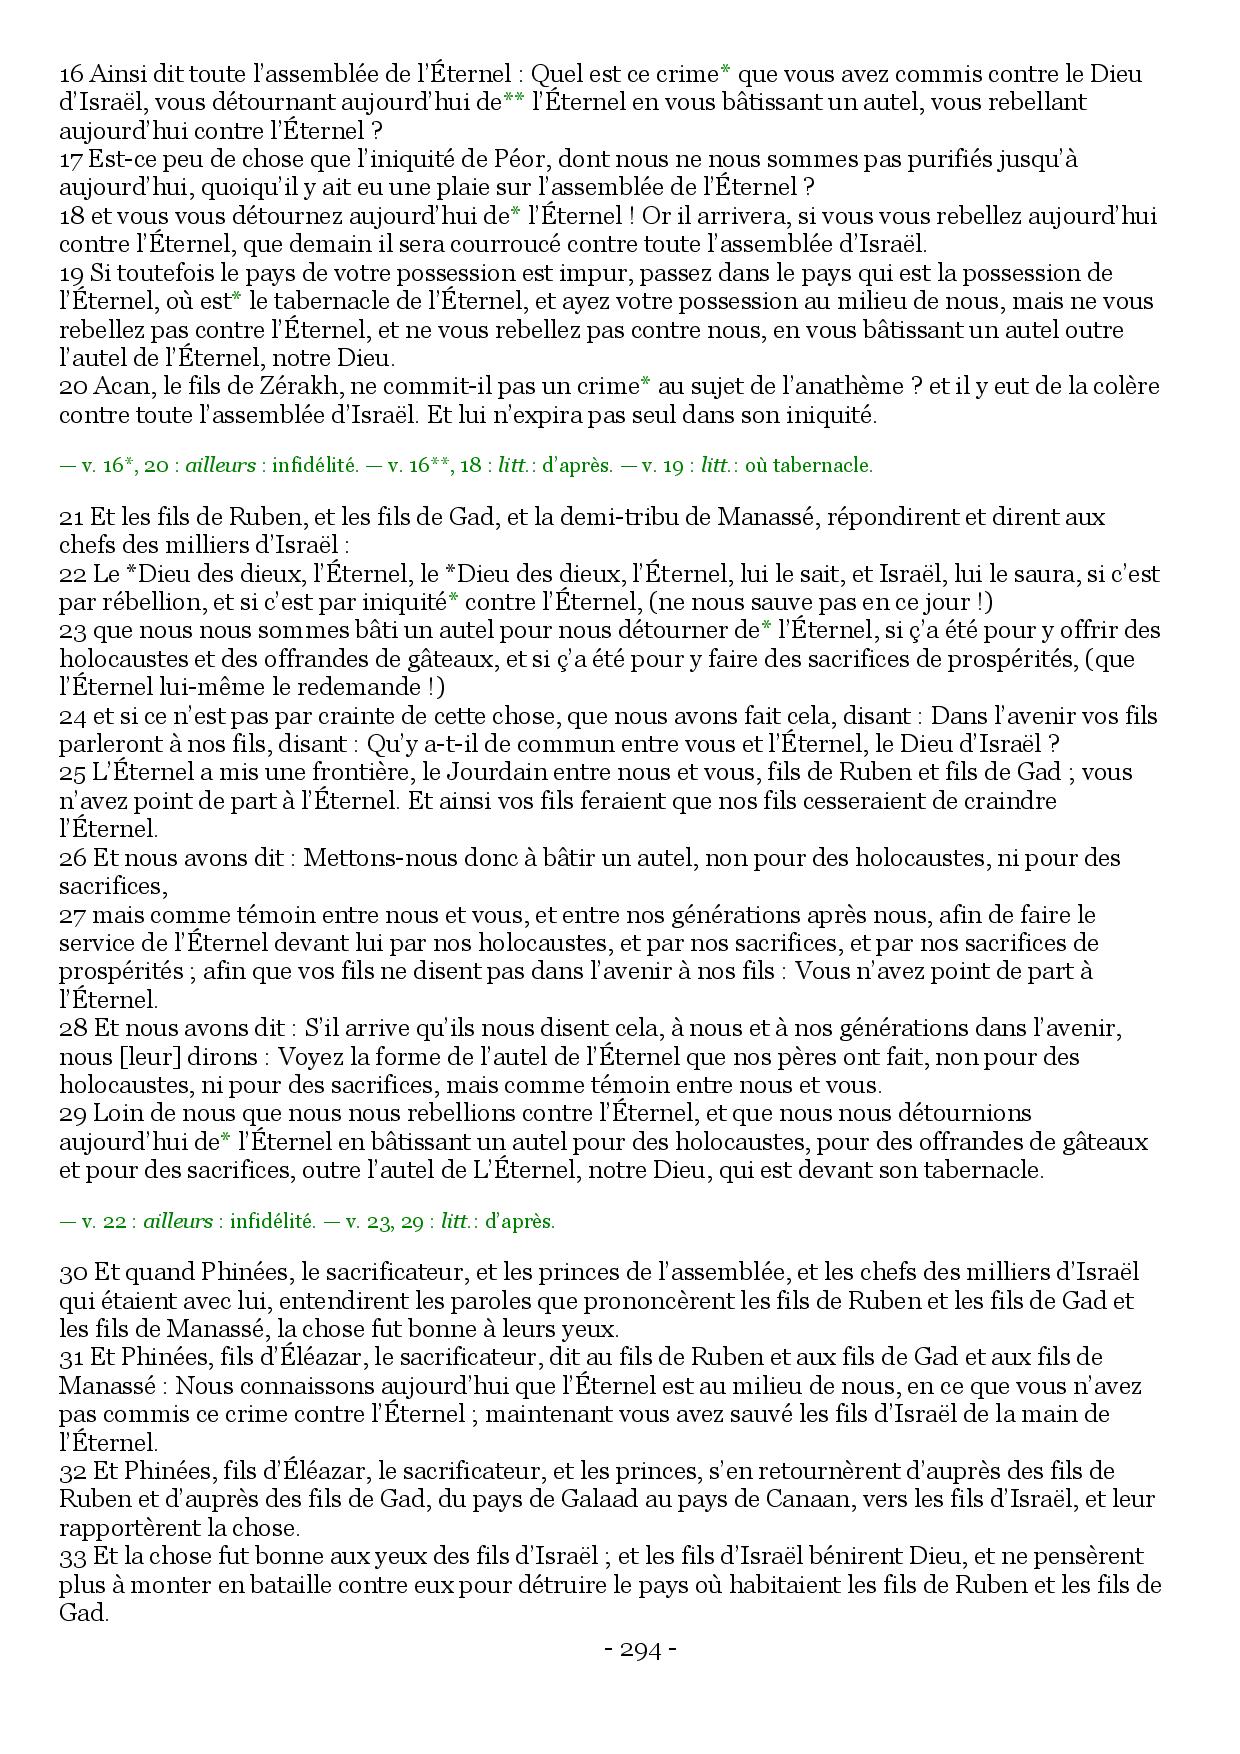 16 Ainsi dit toute l’assemblée de l’Éternel : Quel est ce crime* que vous avez commis contre le Dieu
d’Israël, vous détournant aujourd’hui de** l’Éternel en vous bâtissant un autel, vous rebellant
aujourd’hui contre l’Éternel ?
17 Est-ce peu de chose que l’iniquité de Péor, dont nous ne nous sommes pas purifiés jusqu’à
aujourd’hui, quoiqu’il y ait eu une plaie sur l’assemblée de l’Éternel ?
18 et vous vous détournez aujourd’hui de* l’Éternel ! Or il arrivera, si vous vous rebellez aujourd’hui
contre l’Éternel, que demain il sera courroucé contre toute l’assemblée d’Israël.
19 Si toutefois le pays de votre possession est impur, passez dans le pays qui est la possession de
l’Éternel, où est* le tabernacle de l’Éternel, et ayez votre possession au milieu de nous, mais ne vous
rebellez pas contre l’Éternel, et ne vous rebellez pas contre nous, en vous bâtissant un autel outre
l’autel de l’Éternel, notre Dieu.
20 Acan, le fils de Zérakh, ne commit-il pas un crime* au sujet de l’anathème ? et il y eut de la colère
contre toute l’assemblée d’Israël. Et lui n’expira pas seul dans son iniquité.
— v. 16*, 20 : ailleurs : infidélité. — v. 16**, 18 : litt.: d’après. — v. 19 : litt.: où tabernacle.
21 Et les fils de Ruben, et les fils de Gad, et la demi-tribu de Manassé, répondirent et dirent aux
chefs des milliers d’Israël :
22 Le *Dieu des dieux, l’Éternel, le *Dieu des dieux, l’Éternel, lui le sait, et Israël, lui le saura, si c’est
par rébellion, et si c’est par iniquité* contre l’Éternel, (ne nous sauve pas en ce jour !)
23 que nous nous sommes bâti un autel pour nous détourner de* l’Éternel, si ç’a été pour y offrir des
holocaustes et des offrandes de gâteaux, et si ç’a été pour y faire des sacrifices de prospérités, (que
l’Éternel lui-même le redemande !)
24 et si ce n’est pas par crainte de cette chose, que nous avons fait cela, disant : Dans l’avenir vos fils
parleront à nos fils, disant : Qu’y a-t-il de commun entre vous et l’Éternel, le Dieu d’Israël ?
25 L’Éternel a mis une frontière, le Jourdain entre nous et vous, fils de Ruben et fils de Gad ; vous
n’avez point de part à l’Éternel. Et ainsi vos fils feraient que nos fils cesseraient de craindre
l’Éternel.
26 Et nous avons dit : Mettons-nous donc à bâtir un autel, non pour des holocaustes, ni pour des
sacrifices,
27 mais comme témoin entre nous et vous, et entre nos générations après nous, afin de faire le
service de l’Éternel devant lui par nos holocaustes, et par nos sacrifices, et par nos sacrifices de
prospérités ; afin que vos fils ne disent pas dans l’avenir à nos fils : Vous n’avez point de part à
l’Éternel.
28 Et nous avons dit : S’il arrive qu’ils nous disent cela, à nous et à nos générations dans l’avenir,
nous [leur] dirons : Voyez la forme de l’autel de l’Éternel que nos pères ont fait, non pour des
holocaustes, ni pour des sacrifices, mais comme témoin entre nous et vous.
29 Loin de nous que nous nous rebellions contre l’Éternel, et que nous nous détournions
aujourd’hui de* l’Éternel en bâtissant un autel pour des holocaustes, pour des offrandes de gâteaux
et pour des sacrifices, outre l’autel de L’Éternel, notre Dieu, qui est devant son tabernacle.
— v. 22 : ailleurs : infidélité. — v. 23, 29 : litt.: d’après.
30 Et quand Phinées, le sacrificateur, et les princes de l’assemblée, et les chefs des milliers d’Israël
qui étaient avec lui, entendirent les paroles que prononcèrent les fils de Ruben et les fils de Gad et
les fils de Manassé, la chose fut bonne à leurs yeux.
31 Et Phinées, fils d’Éléazar, le sacrificateur, dit au fils de Ruben et aux fils de Gad et aux fils de
Manassé : Nous connaissons aujourd’hui que l’Éternel est au milieu de nous, en ce que vous n’avez
pas commis ce crime contre l’Éternel ; maintenant vous avez sauvé les fils d’Israël de la main de
l’Éternel.
32 Et Phinées, fils d’Éléazar, le sacrificateur, et les princes, s’en retournèrent d’auprès des fils de
Ruben et d’auprès des fils de Gad, du pays de Galaad au pays de Canaan, vers les fils d’Israël, et leur
rapportèrent la chose.
33 Et la chose fut bonne aux yeux des fils d’Israël ; et les fils d’Israël bénirent Dieu, et ne pensèrent
plus à monter en bataille contre eux pour détruire le pays où habitaient les fils de Ruben et les fils de
Gad.
- 294 -